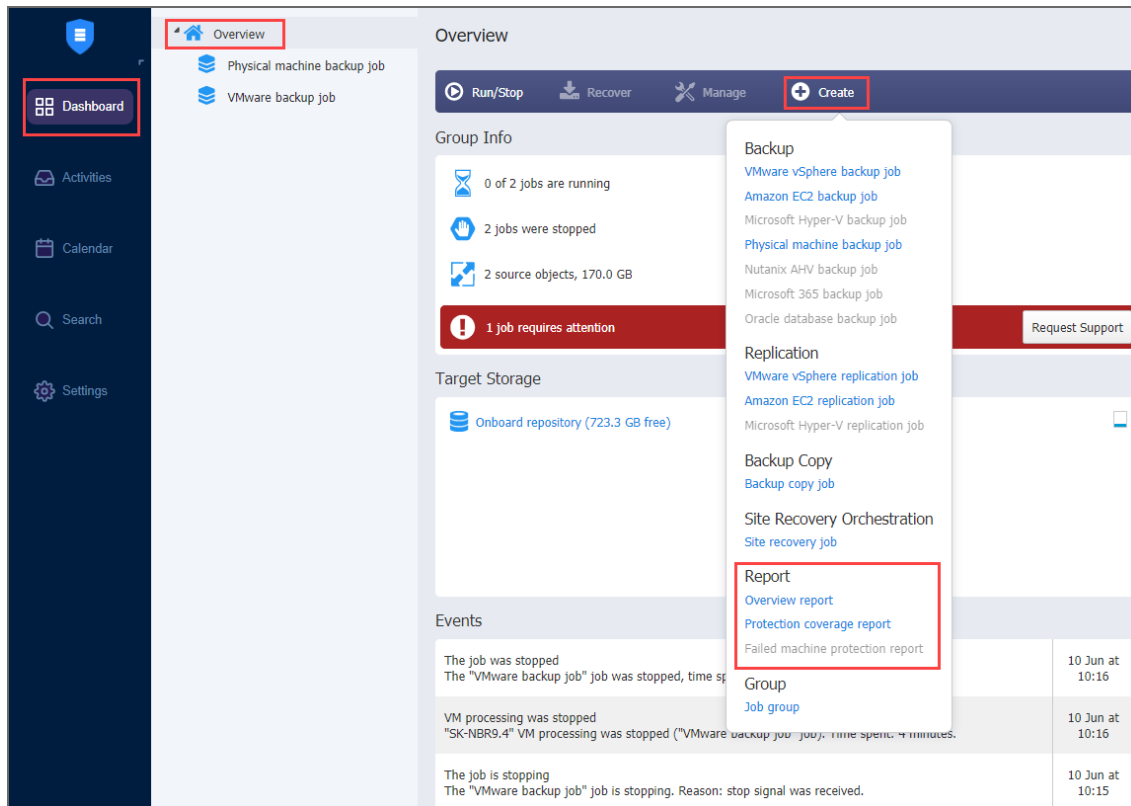 Dashboard
Activities
Calendar
Search
Settings
Overview
Physical machine backup job
VMware backup job
Overview
Run/Stop
Recover
Manage
Create
Group Info
0 of 2 jobs are running
2 jobs were stopped
2 source objects, 170.0 GB
1 job requires attention
Request Support
Target Storage
Onboard repository (723.3 GB free)
Backup
VMware vSphere backup job
Amazon EC2 backup job
Microsoft Hyper-V backup job
Physical machine backup job
Nutanix AHV backup job
Microsoft 365 backup job
Oracle database backup job
Replication
VMware vSphere replication job
Amazon EC2 replication job
Microsoft Hyper-V replication job
Backup Copy
Backup copy job
Site Recovery Orchestration
Site recovery job
Report
Overview report
Protection coverage report
Failed machine protection report
Group
Job group
Events
The job was stopped
The "VMware backup job" job was stopped, time
10 Jun at
10:16
VM processing was stopped
"SK-NBR9.4" VM processing was stopped ("VMware backup job" job). Time spent: 4 minutes.
10 Jun at
10:16
The job is stopping
The "VMware backup job" job is stopping. Reason: stop signal was received.
10 Jun at
10:15